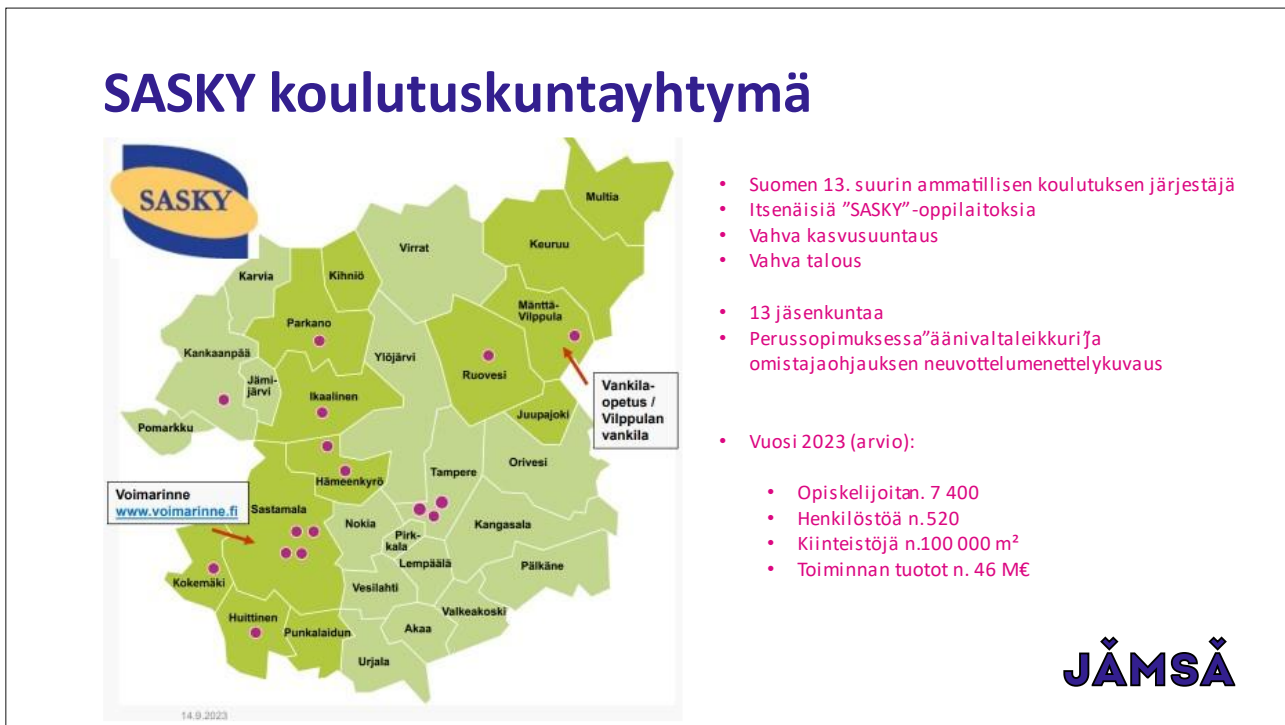 SASKY koulutuskuntayhtymä
SASKY
Multia
Virrat
Keuruu
Karvia
Kihniö
Mänttä-
Vilppula
Parkano
Kankaanpää
Ylöjärvi
Ruovesi
Jämi-
järvi
Ikaalinen
Vankila-
opetus /
Vilppulan
vankila
Juupajoki
Pomarkku
Orivesi
Tampere
Hämeenkyrö
Voimarinne
www.voimarinne.fi
Sastamala
Nokia
Kangasala
Pirk-
kala
Lempäälä
Pälkäne
Kokemäki
Vesilahti
Valkeakoski
Huittinen
Punkalaidun
Akaa
Urjala
14.9.2023
• Suomen 13. suurin ammatillisen koulutuksen järjestäjä
• Itsenäisiä ”SASKY”-oppilaitoksia
• Vahva kasvusuuntaus
• Vahva talous
• 13 jäsenkuntaa
• Perussopimuksessa ”äänivaltaleikkuri” ja
omistajaohjauksen neuvottelumenettelykuvaus
• Vuosi 2023 (arvio):
• Opiskelijoita n. 7 400
• Henkilöstöä n. 520
• Kiinteistöjä n. 100 000 m²
• Toiminnan tuotot n. 46 M€
JÄMSÄ